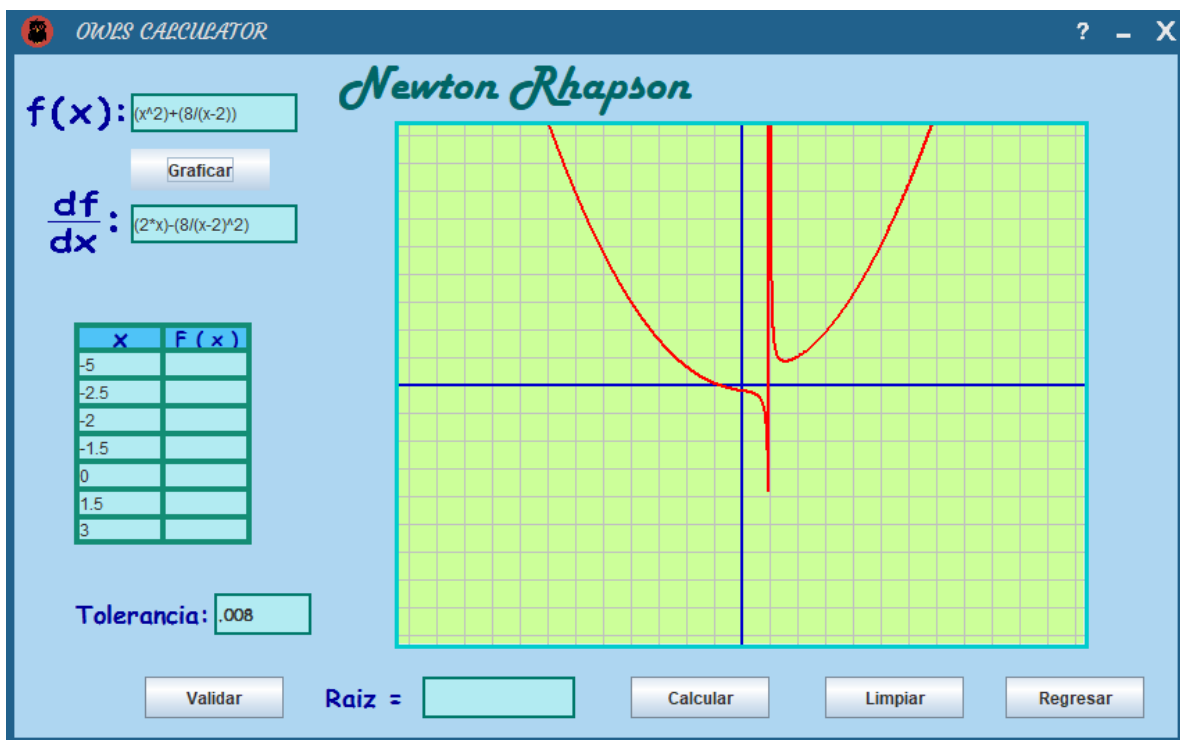 OWLS CALCULATOR ? – X
Newton Rhapson
f(x): (x^2)+(8/(x-2))
Graficar
df
dx : (2*x)-(8/(x-2)^2)
x F(x)
-5
-2.5
-2
-1.5
0
1.5
3
Tolerancia: .008
Validar Raiz = Calcular Limpiar Regresar